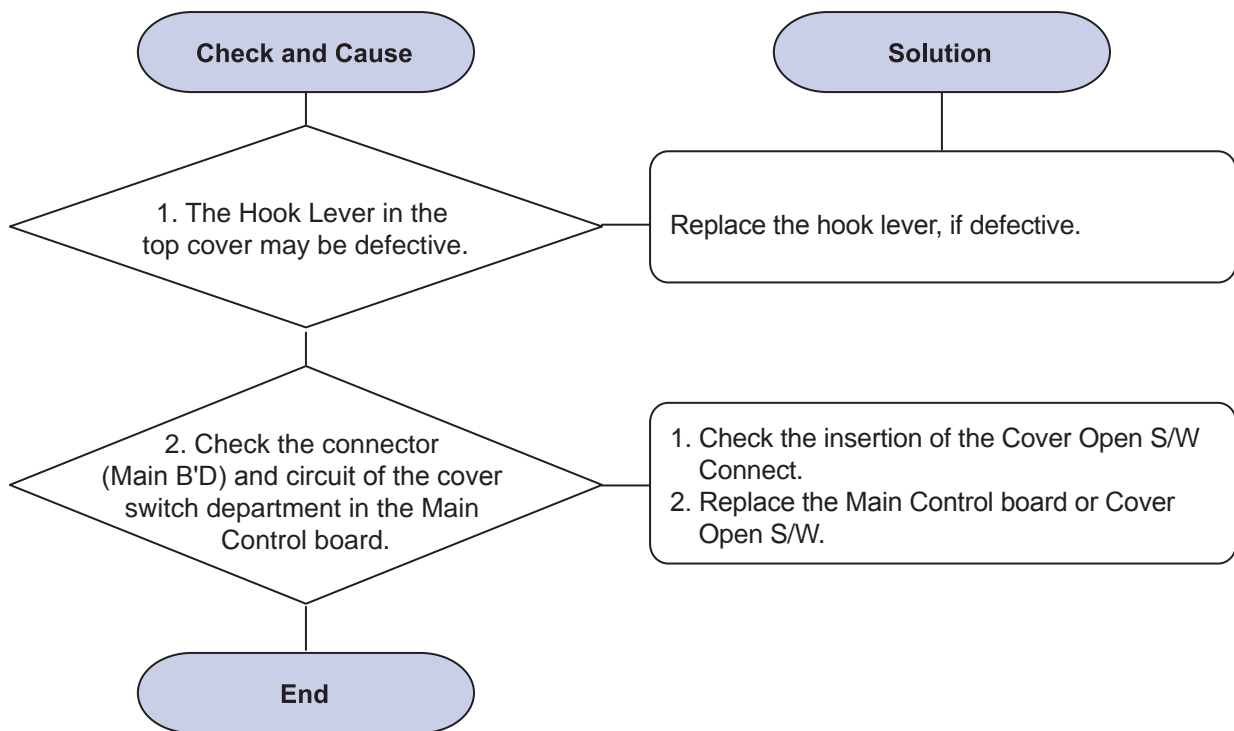 Check and Cause
Solution
1. The Hook Lever in the
top cover may be defective.
Replace the hook lever, if defective.
2. Check the connector
(Main B'D) and circuit of the cover
switch department in the Main
Control board.
1. Check the insertion of the Cover Open S/W
Connect.
2. Replace the Main Control board or Cover
Open S/W.
End